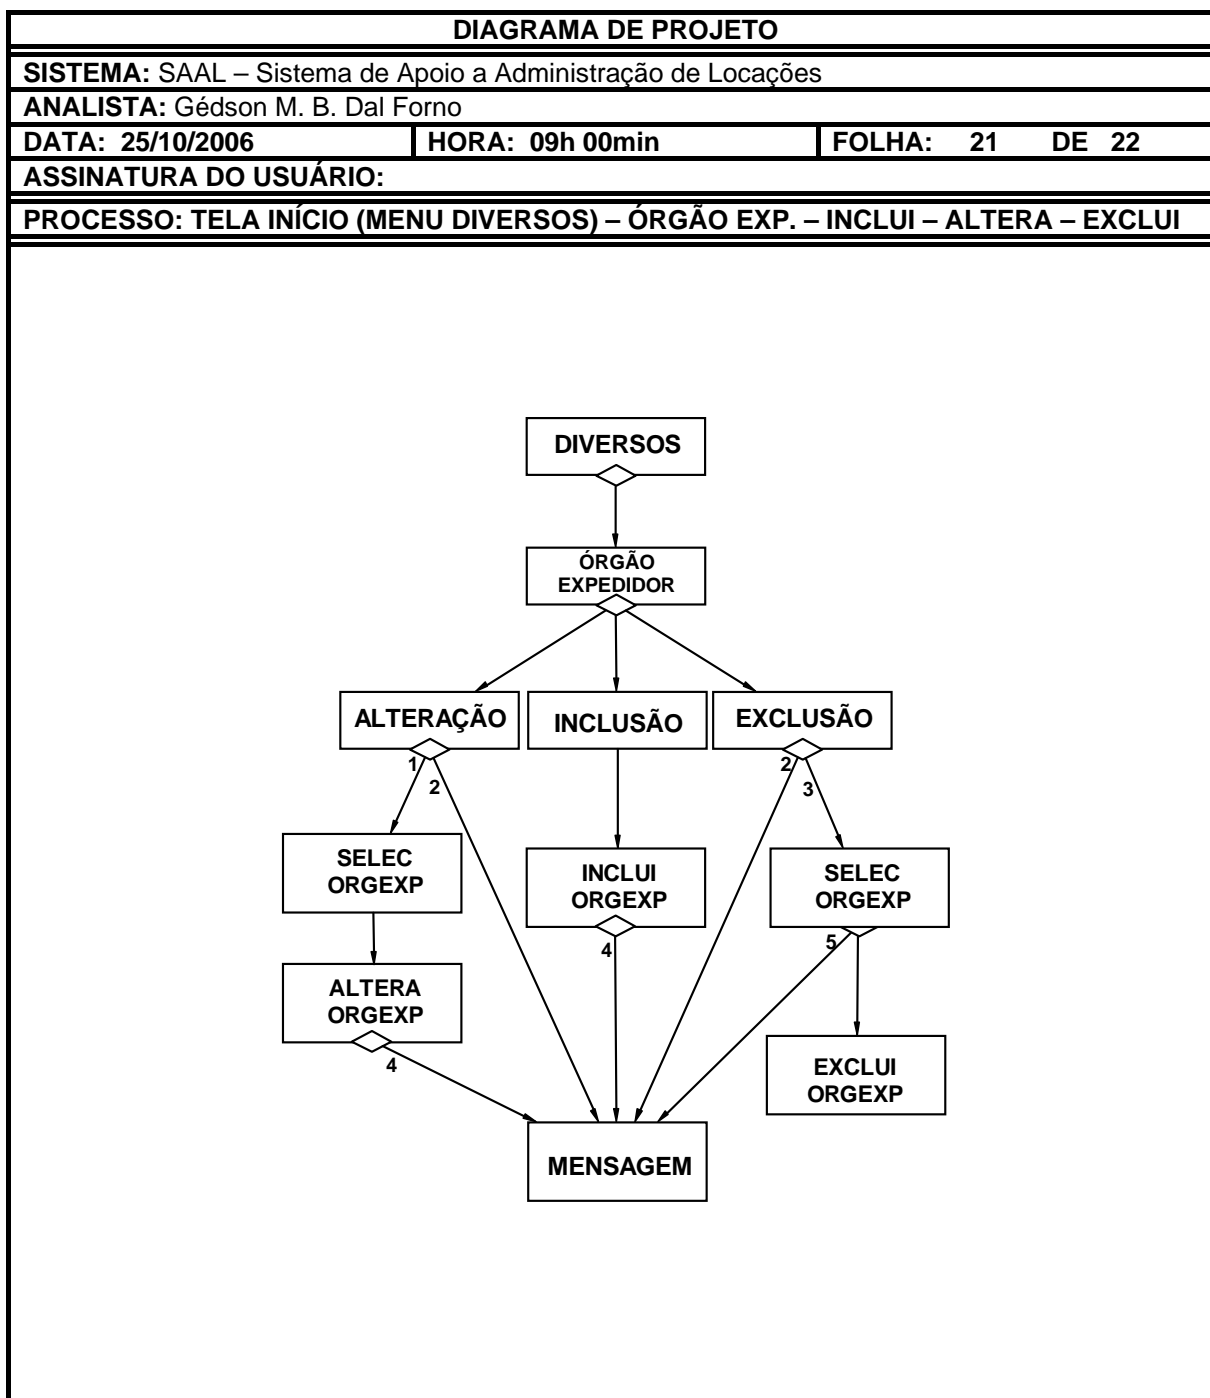 DIAGRAMA DE PROJETO
SISTEMA: SAAL – Sistema de Apoio a Administração de Locações
ANALISTA: Gédson M. B. Dal Forno
DATA: 25/10/2006 HORA: 09h 00min FOLHA: 21 DE 22
ASSINATURA DO USUÁRIO:
PROCESSO: TELA INÍCIO (MENU DIVERSOS) – ÓRGÃO EXP. – INCLUI – ALTERA – EXCLUI
DIVERSOS
ÓRGÃO
EXPEDIDOR
ALTERAÇÃO
INCLUSÃO
EXCLUSÃO
1
2
2
3
SELEC
ORGEXP
INCLUI
ORGEXP
SELEC
ORGEXP
4
5
ALTERA
ORGEXP
4
EXCLUI
ORGEXP
MENSAGEM